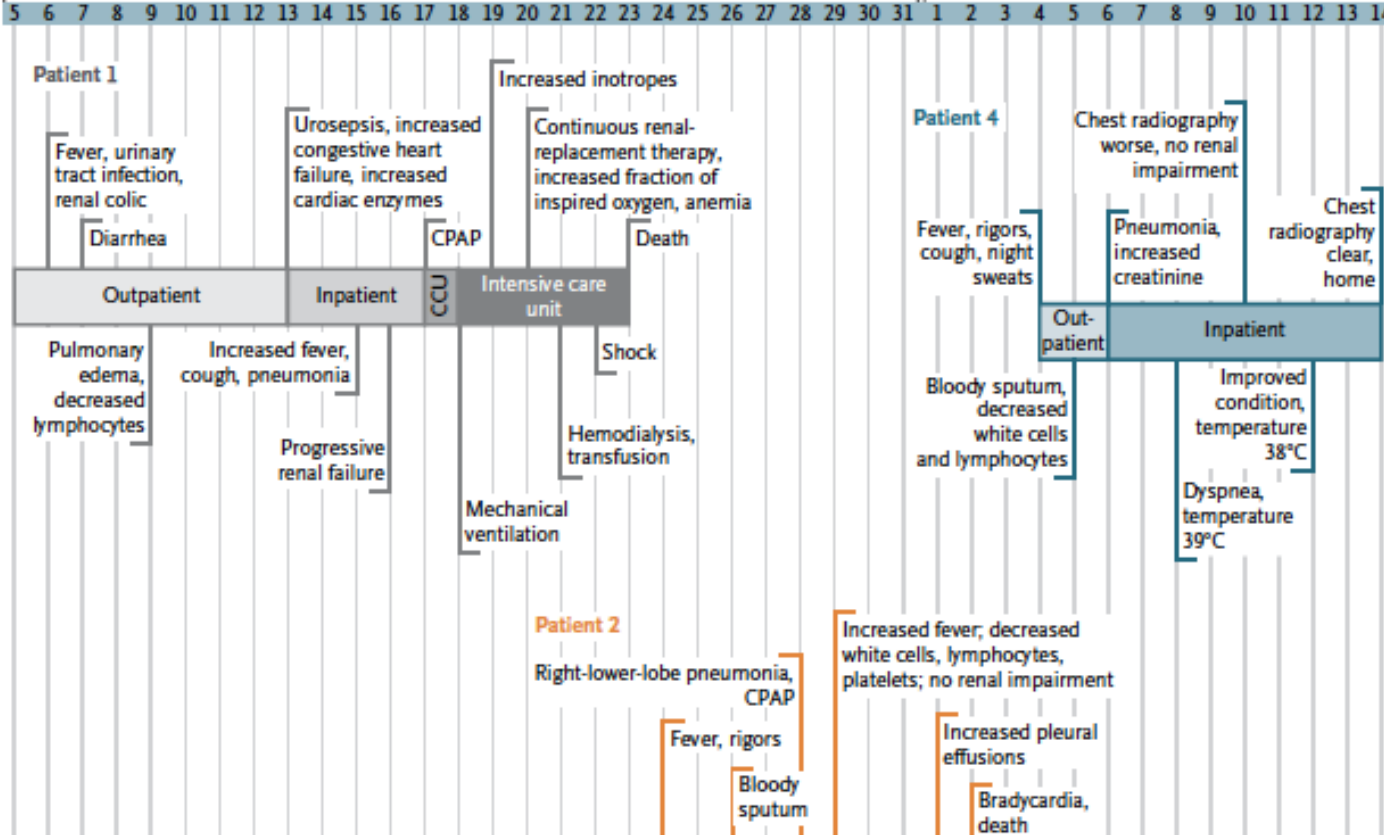 5 6 7 8 9 10 11 12 13 14 15 16 17 18 19 20 21 22 23 24 25 26 27 28 29 30 31 1 2 3 4 5 6 7 8 9 10 11 12 13 14
Patient 1
Fever, urinary
tract infection,
renal colic
Diarrhea
Urosepsis, increased
congestive heart
failure, increased
cardiac enzymes
CPAP
Increased inotropes
Continuous renal-
replacement therapy,
increased fraction of
inspired oxygen, anemia
Death
Outpatient
Inpatient
CCU
Intensive care
unit
Pulmonary
edema,
decreased
lymphocytes
Increased fever,
cough, pneumonia
Progressive
renal failure
Mechanical
ventilation
Hemodialysis,
transfusion
Shock
Patient 4
Fever, rigors,
cough, night
sweats
Pneumonia,
increased
creatinine
Chest radiography
worse, no renal
impairment
Chest
radiography
clear,
home
Out-
patient
Inpatient
Bloody sputum,
decreased
white cells
and lymphocytes
Dyspnea,
temperature
39°C
Improved
condition,
temperature
38°C
Patient 2
Right-lower-lobe pneumonia,
CPAP
Fever, rigors
Bloody
sputum
Increased fever; decreased
white cells, lymphocytes,
platelets; no renal impairment
Increased pleural
effusions
Bradycardia,
death